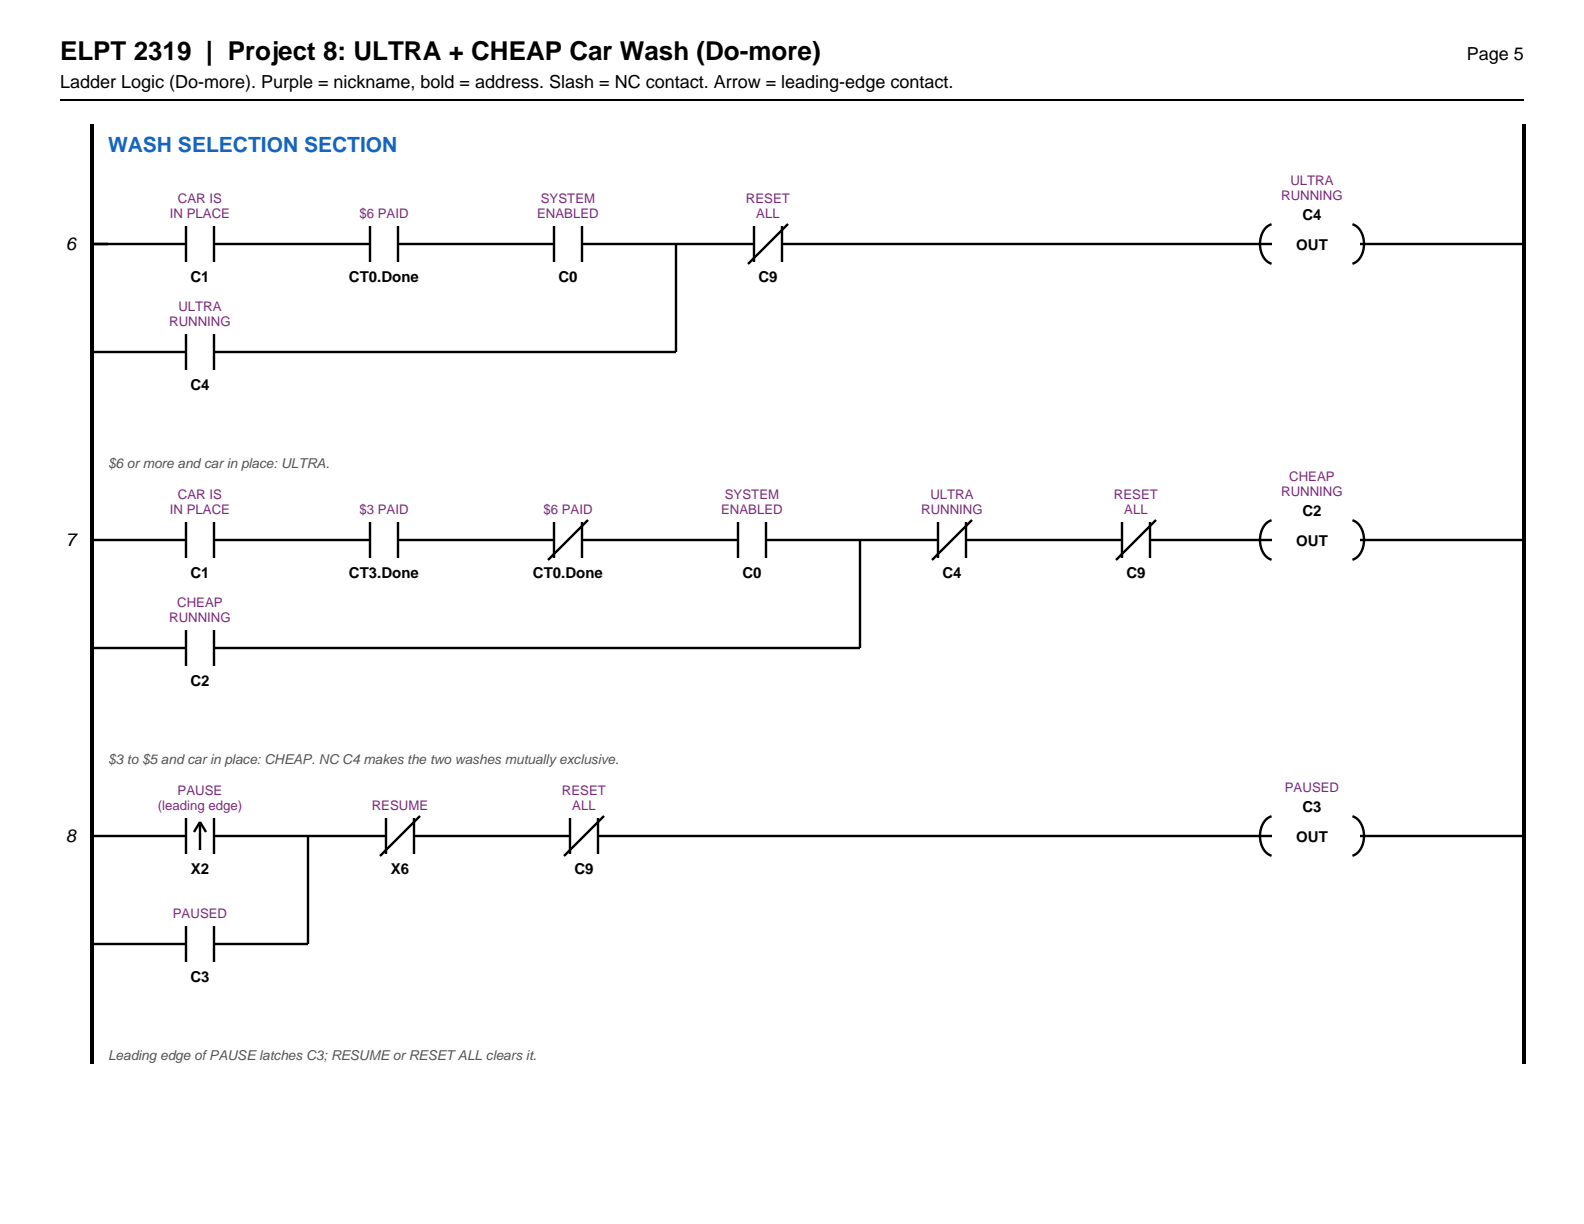 ELPT 2319 | Project 8: ULTRA + CHEAP Car Wash (Do-more)
Page 5
Ladder Logic (Do-more). Purple = nickname, bold = address. Slash = NC contact. Arrow = leading-edge contact.
WASH SELECTION SECTION
6
CAR IS
IN PLACE
C1
$6 PAID
CT0.Done
SYSTEM
ENABLED
C0
RESET
ALL
C9
ULTRA
RUNNING
C4
OUT
ULTRA
RUNNING
C4
$6 or more and car in place: ULTRA.
7
CAR IS
IN PLACE
C1
$3 PAID
CT3.Done
$6 PAID
CT0.Done
SYSTEM
ENABLED
C0
ULTRA
RUNNING
C4
RESET
ALL
C9
CHEAP
RUNNING
C2
OUT
CHEAP
RUNNING
C2
$3 to $5 and car in place: CHEAP. NC C4 makes the two washes mutually exclusive.
8
PAUSE
(leading edge)
X2
RESUME
X6
RESET
ALL
C9
PAUSED
C3
OUT
PAUSED
C3
Leading edge of PAUSE latches C3; RESUME or RESET ALL clears it.